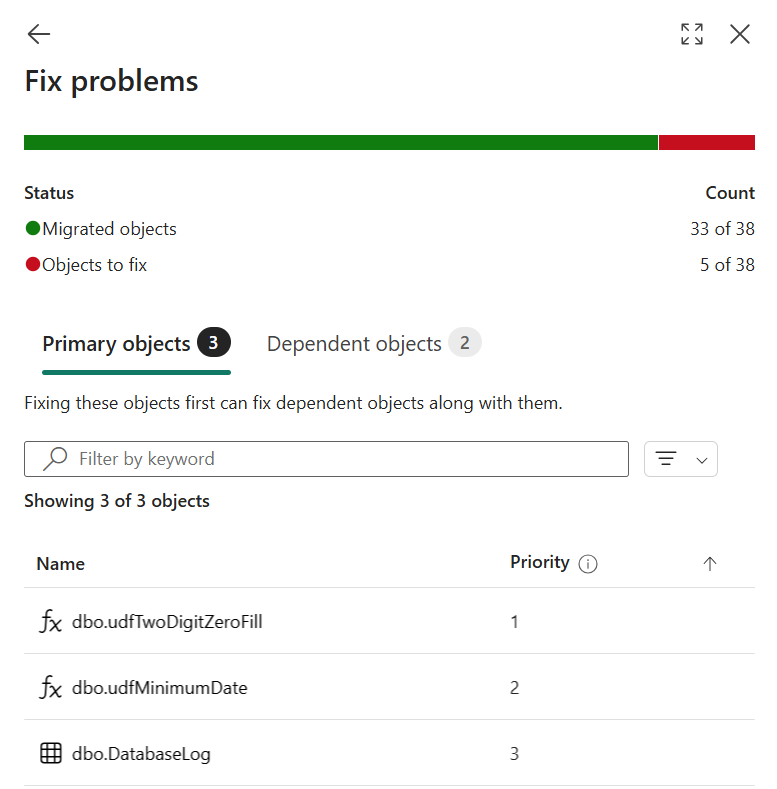 Fix problems
Status Count
Migrated objects 33 of 38
Objects to fix 5 of 38
Primary objects 3 Dependent objects 2
Fixing these objects first can fix dependent objects along with them.
Filter by keyword
Showing 3 of 3 objects
Name Priority
dbo.udfTwoDigitZeroFill 1
dbo.udfMinimumDate 2
dbo.DatabaseLog 3